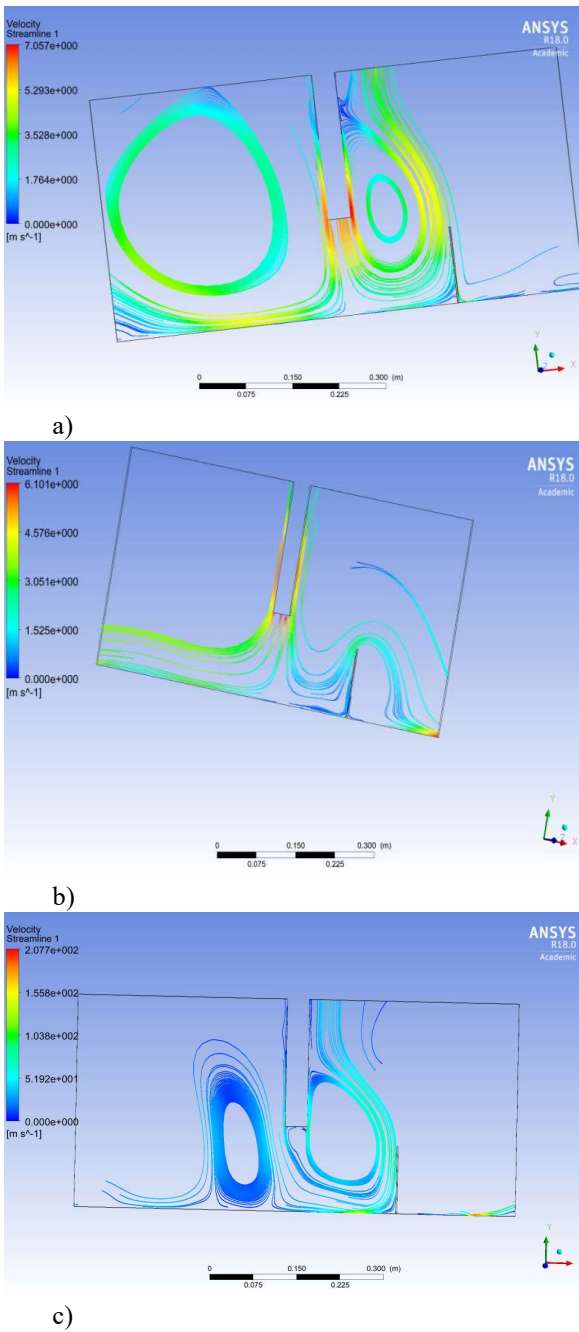 Velocity
Streamline 1
7.057e+000
5.293e+000
3.528e+000
1.764e+000
0.000e+000
[m s^-1]
ANSYS
R18.0
Academic
0 0.150 0.300 (m)
0.075 0.225
Y
Z
X
a)
Velocity
Streamline 1
6.101e+000
4.576e+000
3.051e+000
1.525e+000
0.000e+000
[m s^-1]
ANSYS
R18.0
Academic
0 0.150 0.300 (m)
0.075 0.225
Y
Z
X
b)
Velocity
Streamline 1
2.077e+002
1.558e+002
1.038e+002
5.192e+001
0.000e+000
[m s^-1]
ANSYS
R18.0
Academic
0 0.150 0.300 (m)
0.075 0.225
Y
X
c)